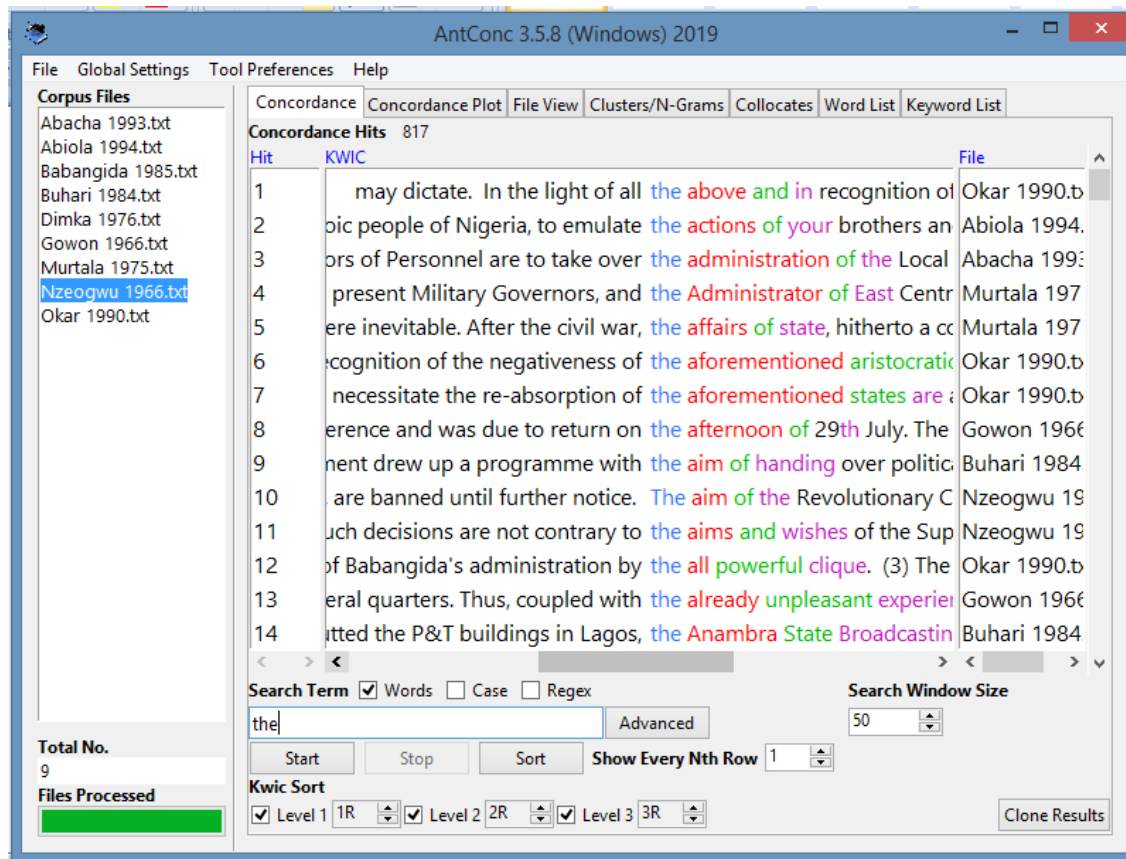 AntConc 3.5.8 (Windows) 2019
File Global Settings Tool Preferences Help
Corpus Files
Abacha 1993.txt
Abiola 1994.txt
Babangida 1985.txt
Buhari 1984.txt
Dimka 1976.txt
Gowon 1966.txt
Murtala 1975.txt
Nzeogwu 1966.txt
Okar 1990.txt
Total No.
9
Files Processed
Concordance Concordance Plot File View Clusters/N-Grams Collocates Word List Keyword List
Concordance Hits 817
Hit KWIC File
1 may dictate. In the light of all the above and in recognition of Okar 1990.tx
2 pic people of Nigeria, to emulate the actions of your brothers an Abiola 1994.
3 ors of Personnel are to take over the administration of the Local Abacha 1993
4 present Military Governors, and the Administrator of East Centr Murtala 197
5 ere inevitable. After the civil war, the affairs of state, hitherto a co Murtala 197
6 ecognition of the negativeness of the aforementioned aristocratic Okar 1990.tx
7 necessitate the re-absorption of the aforementioned states are Okar 1990.tx
8 erence and was due to return on the afternoon of 29th July. The Gowon 1966
9 ment drew up a programme with the aim of handing over politica Buhari 1984.
10 are banned until further notice. The aim of the Revolutionary C Nzeogwu 19
11 uch decisions are not contrary to the aims and wishes of the Sup Nzeogwu 19
12 of Babangida's administration by the all powerful clique. (3) The Okar 1990.tx
13 eral quarters. Thus, coupled with the already unpleasant experier Gowon 1966
14 utted the P&T buildings in Lagos, the Anambra State Broadcastin Buhari 1984.
Search Term Words Case Regex Search Window Size
the Advanced 50
Start Stop Sort Show Every Nth Row 1
Kwic Sort
Level 1 1R Level 2 2R Level 3 3R Clone Results